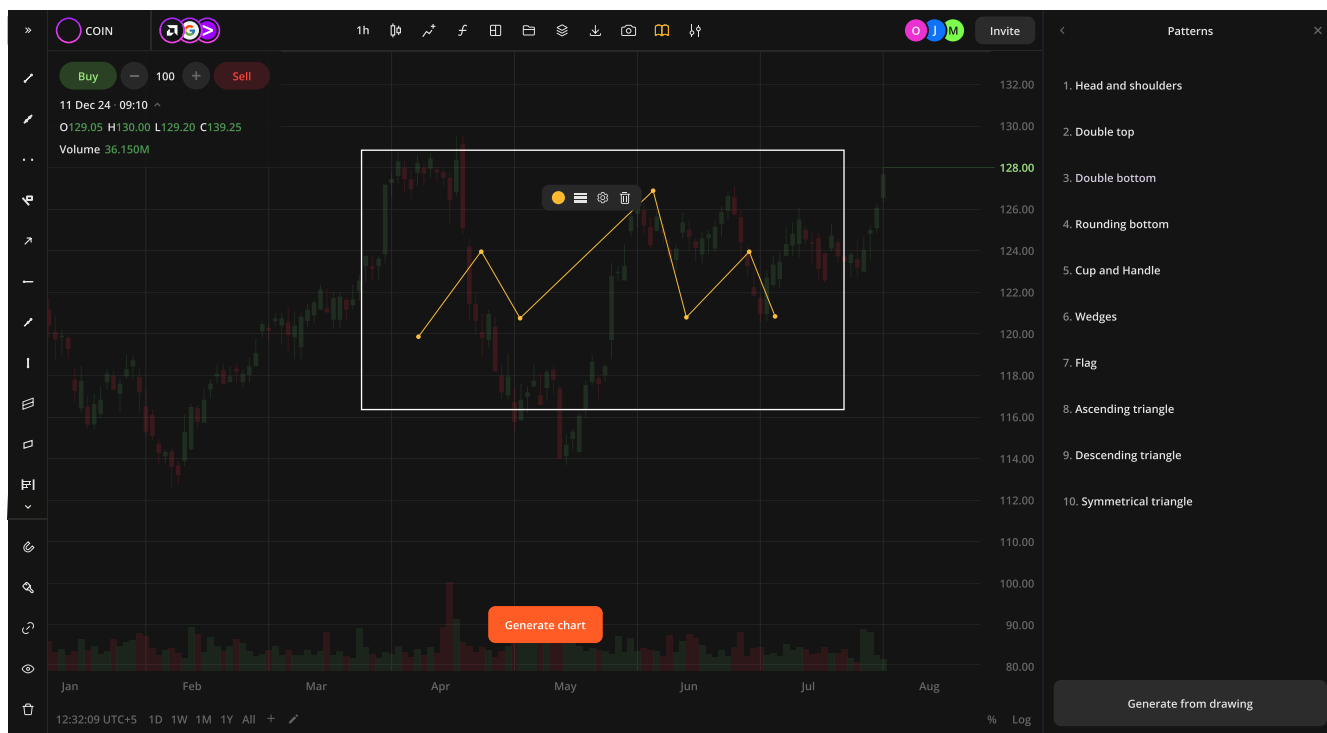 COIN
G
1h
O J M
Invite
Patterns
Buy 100 Sell
11 Dec 24 · 09:10
O129.05 H130.00 L129.20 C139.25
Volume 36.150M
132.00
130.00
128.00
126.00
124.00
122.00
120.00
118.00
116.00
114.00
112.00
110.00
100.00
90.00
80.00
Generate chart
Jan Feb Mar Apr May Jun Jul Aug
12:32:09 UTC+5 1D 1W 1M 1Y All +
% Log
1. Head and shoulders
2. Double top
3. Double bottom
4. Rounding bottom
5. Cup and Handle
6. Wedges
7. Flag
8. Ascending triangle
9. Descending triangle
10. Symmetrical triangle
Generate from drawing